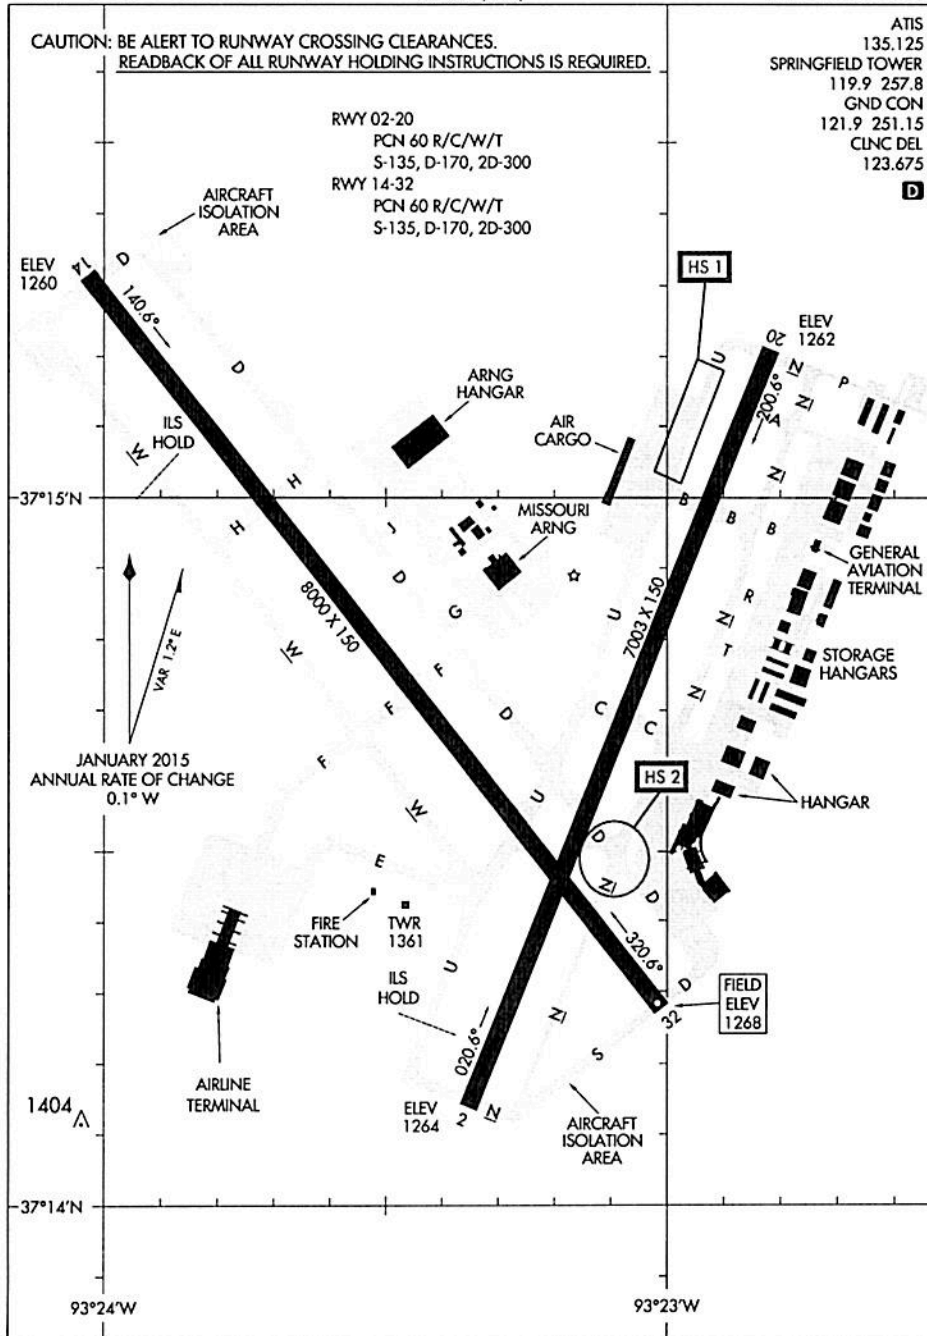 CAUTION: BE ALERT TO RUNWAY CROSSING CLEARANCES.
READBACK OF ALL RUNWAY HOLDING INSTRUCTIONS IS REQUIRED.
ATIS
135.125
SPRINGFIELD TOWER
119.9 257.8
GND CON
121.9 251.15
CLNC DEL
123.675
D
RWY 02-20
PCN 60 R/C/W/T
S-135, D-170, 2D-300
RWY 14-32
PCN 60 R/C/W/T
S-135, D-170, 2D-300
AIRCRAFT
ISOLATION
AREA
ELEV
1260
14
D
140.6°
D
HS 1
ELEV
1262
20
U
N
P
200.6°
N
A
ARNG
HANGAR
AIR
CARGO
ILS
HOLD
W
H
N
37°15'N
B
B
B
H
J
MISSOURI
ARNG
GENERAL
AVIATION
TERMINAL
D
G
8000 X 150
VAR 1.2° E
U
7003 X 150
R
N
T
W
F
STORAGE
HANGARS
N
F
D
C
C
JANUARY 2015
ANNUAL RATE OF CHANGE
0.1° W
F
HS 2
U
W
HANGAR
D
E
N
D
FIRE
STATION
TWR
1361
320.6°
U
ILS
HOLD
D
FIELD
ELEV
1268
32
N
020.6°
S
AIRLINE
TERMINAL
1404
ELEV
1264
2
N
AIRCRAFT
ISOLATION
AREA
37°14'N
93°24'W
93°23'W